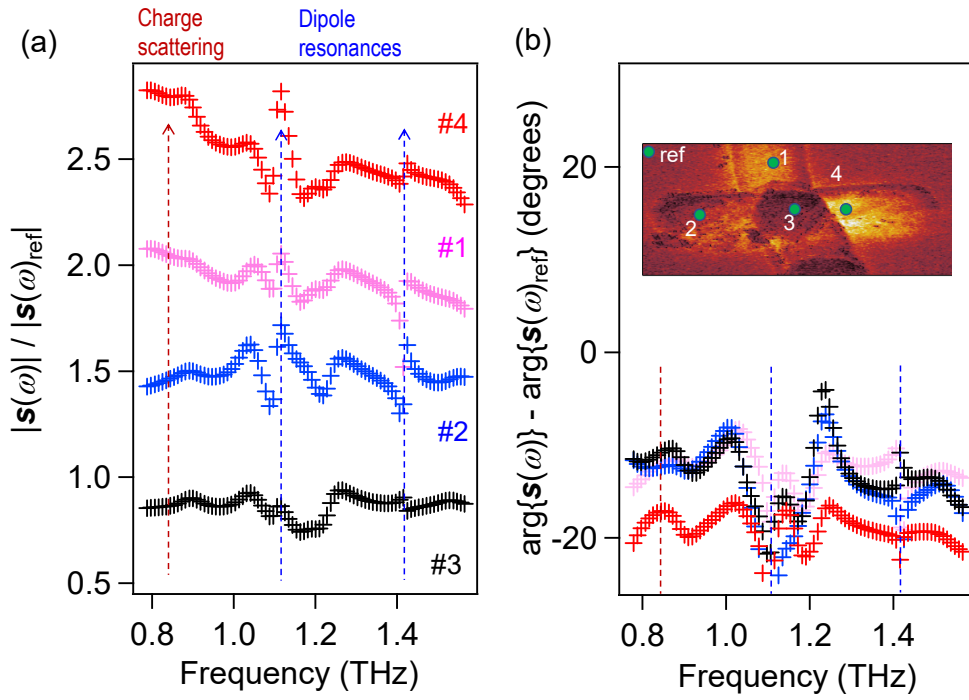 (a)
Charge
scattering
Dipole
resonances
|s(ω)| / |s(ω)ref|
2.5
2.0
1.5
1.0
0.5
#4
#1
#2
#3
0.8
1.0
1.2
1.4
Frequency (THz)
(b)
arg{s(ω)} - arg{s(ω)ref} (degrees)
20
0
-20
ref
1
4
2
3
0.8
1.0
1.2
1.4
Frequency (THz)